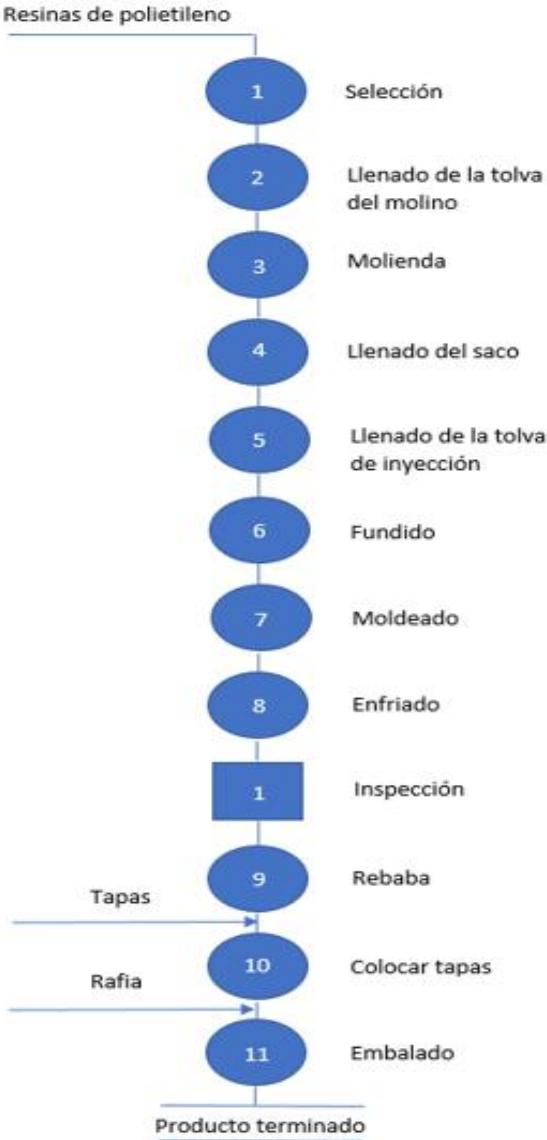 Resinas de polietileno
1 Selección
2 Llenado de la tolva
del molino
3 Molienda
4 Llenado del saco
5 Llenado de la tolva
de inyección
6 Fundido
7 Moldeado
8 Enfriado
1 Inspección
9 Rebaba
Tapas
10 Colocar tapas
Rafia
11 Embalado
Producto terminado